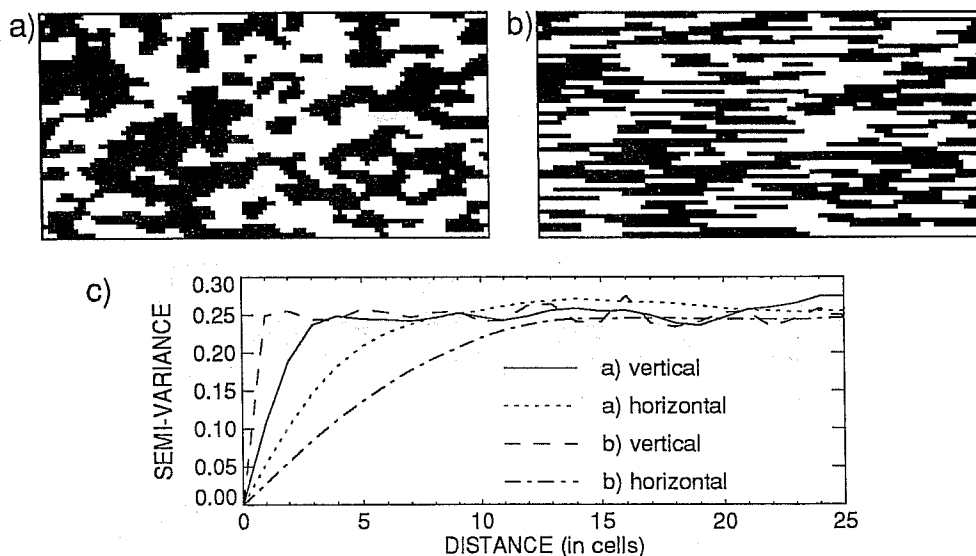 a)
b)
c)
SEMI-VARIANCE
0.30
0.25
0.20
0.15
0.10
0.05
0.00
a) vertical
a) horizontal
b) vertical
b) horizontal
0 5 10 15 20 25
DISTANCE (in cells)